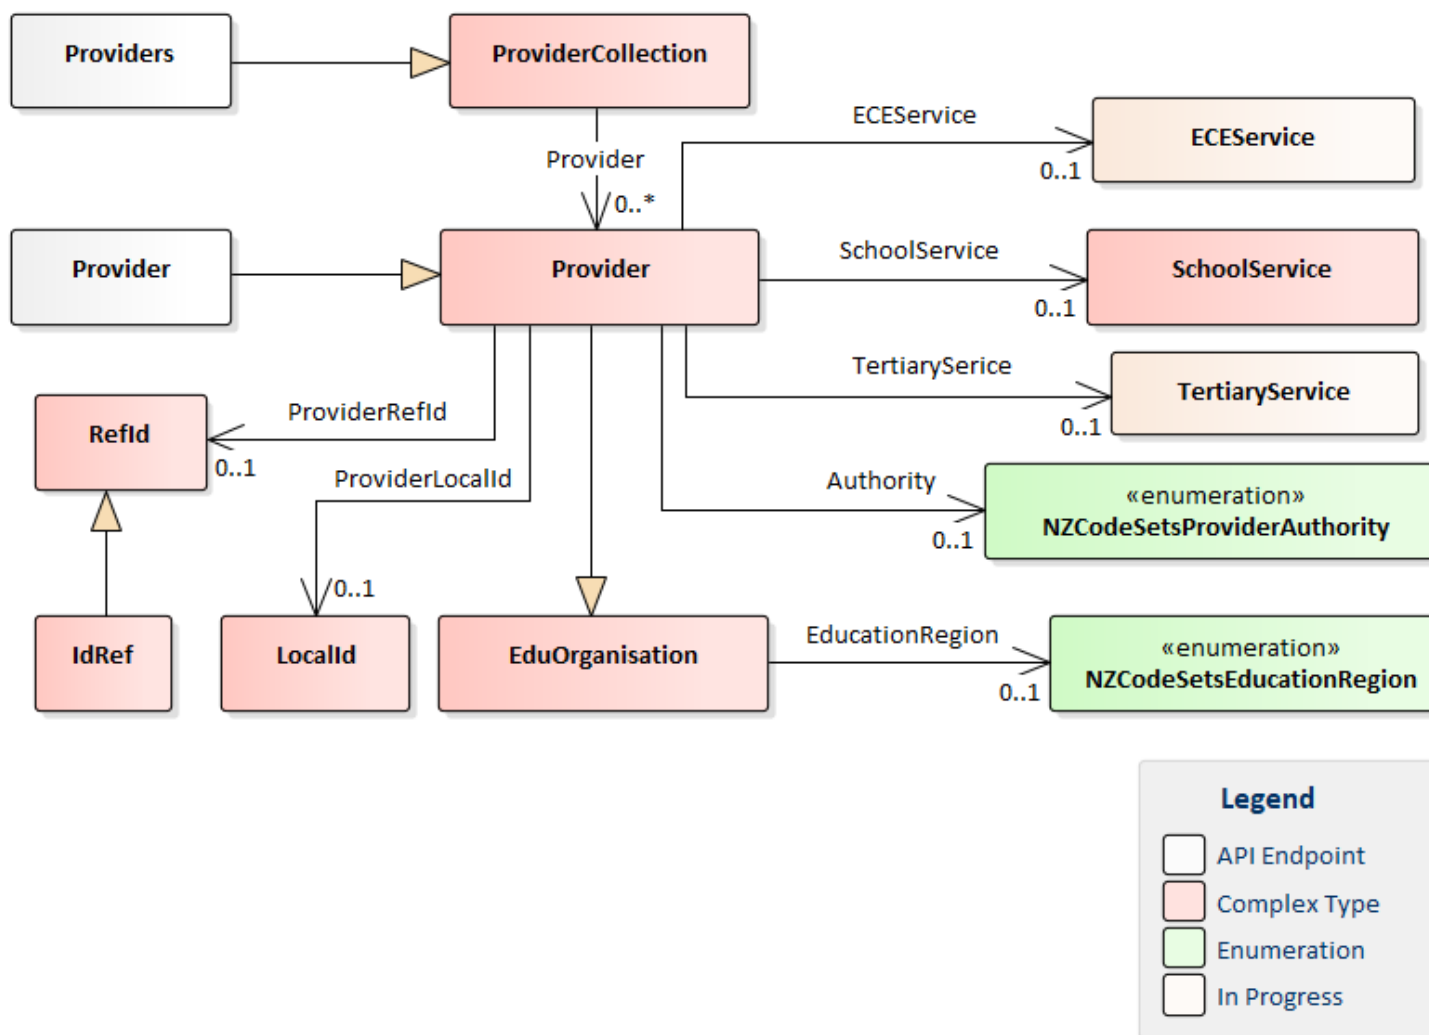 Providers
ProviderCollection
ECEService
ECEService
0..1
Provider
0..*
Provider
Provider
SchoolService
SchoolService
0..1
TertiarySerice
TertiaryService
0..1
ProviderRefId
RefId
0..1
ProviderLocalId
Authority
«enumeration»
NZCodeSetsProviderAuthority
0..1
0..1
IdRef
LocalId
EduOrganisation
EducationRegion
«enumeration»
NZCodeSetsEducationRegion
0..1
Legend
API Endpoint
Complex Type
Enumeration
In Progress